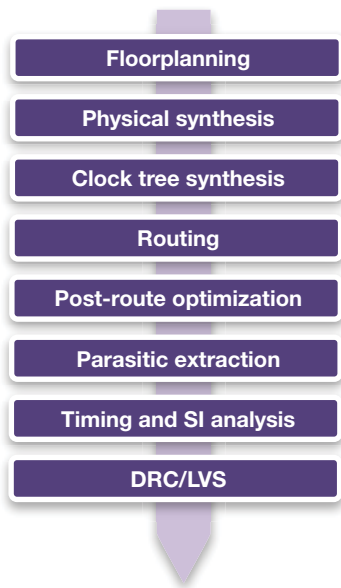 Floorplanning
Physical synthesis
Clock tree synthesis
Routing
Post-route optimization
Parasitic extraction
Timing and SI analysis
DRC/LVS